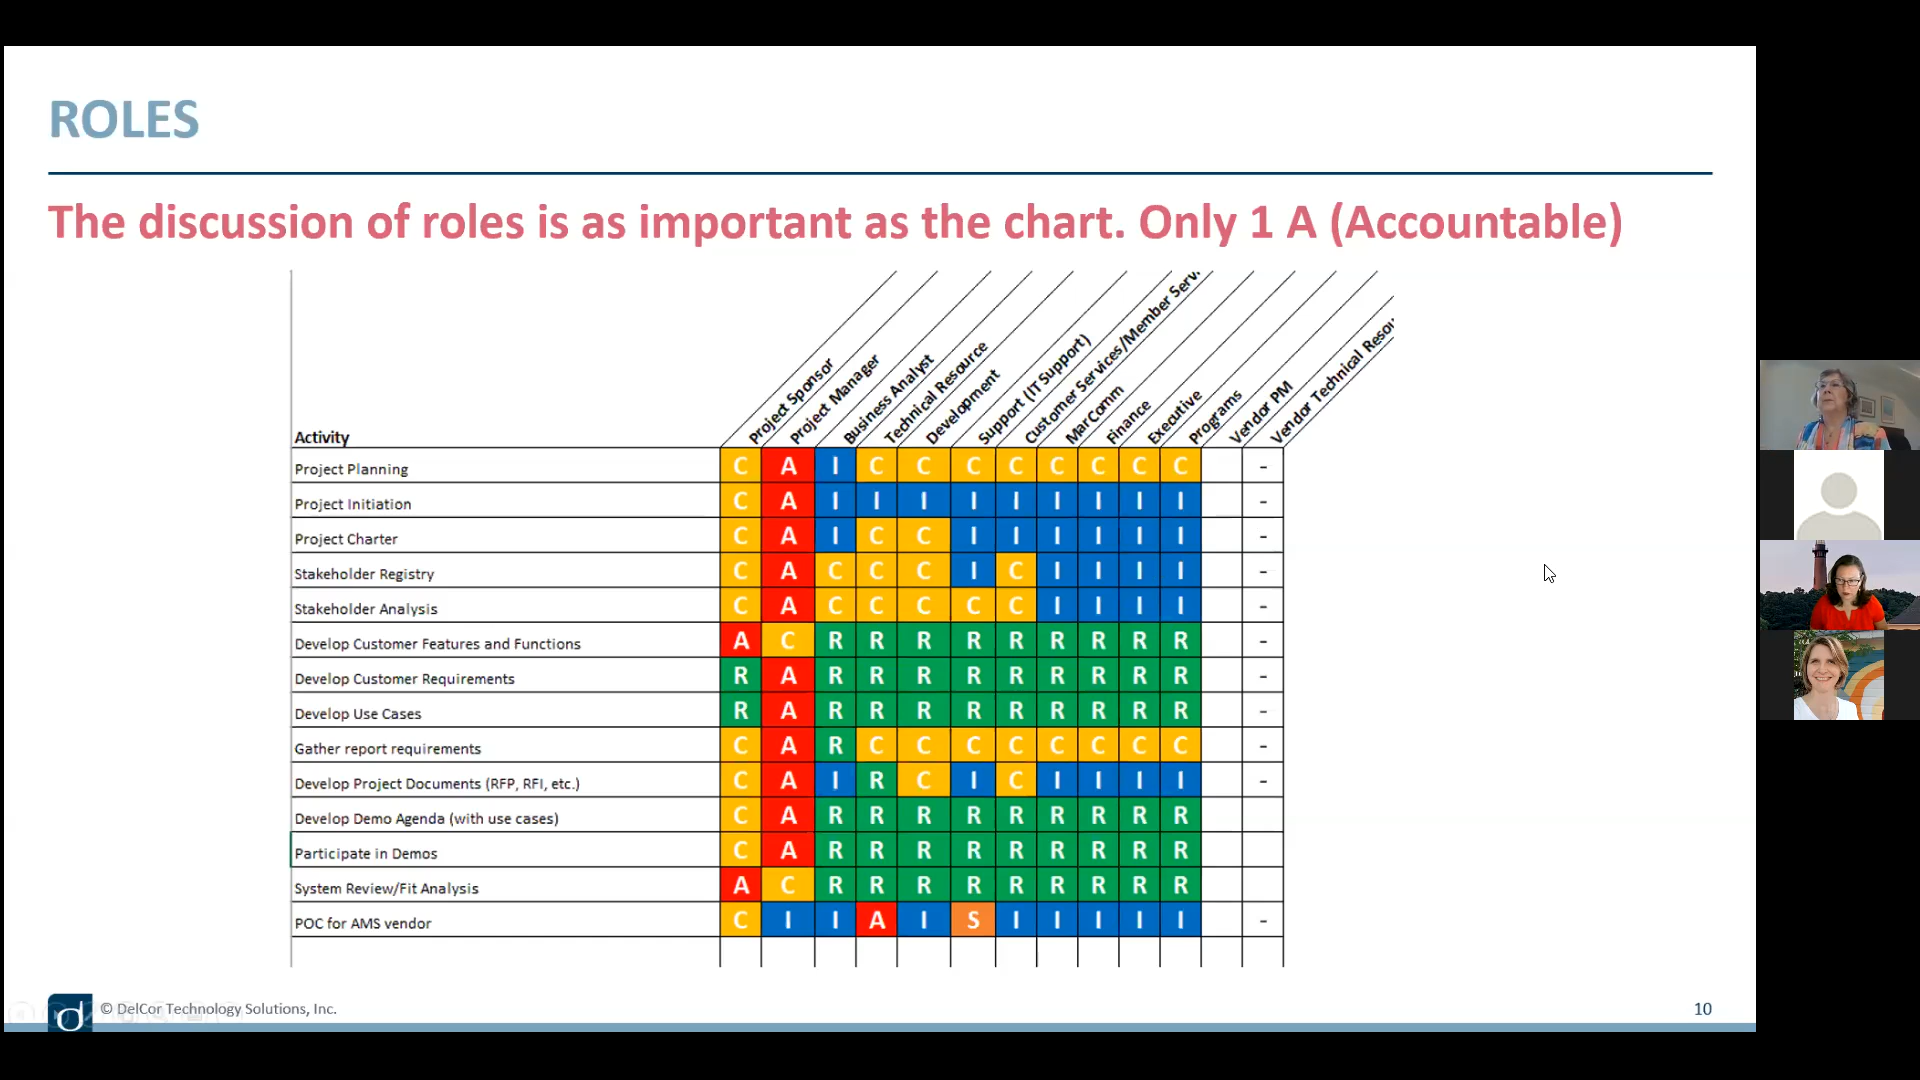 ROLES
The discussion of roles is as important as the chart. Only 1 A (Accountable)
Activity
Project Sponsor
Project Manager
Business Analyst
Technical Resource
Development
Support (IT Support)
Customer Services/Member Servi
MarComm
Finance
Executive
Programs
Vendor PM
Vendor Technical Resou
Project Planning C A I C C C C C C C C -
Project Initiation C A I I I I I I I I I -
Project Charter C A I C C I I I I I I -
Stakeholder Registry C A C C C I C I I I I -
Stakeholder Analysis C A C C C C C I I I I -
Develop Customer Features and Functions A C R R R R R R R R R -
Develop Customer Requirements R A R R R R R R R R R -
Develop Use Cases R A R R R R R R R R R -
Gather report requirements C A R C C C C C C C C -
Develop Project Documents (RFP, RFI, etc.) C A I R C I C I I I I -
Develop Demo Agenda (with use cases) C A R R R R R R R R R
Participate in Demos C A R R R R R R R R R
System Review/Fit Analysis A C R R R R R R R R R
POC for AMS vendor C I I A I S I I I I I -
d © DelCor Technology Solutions, Inc.
10